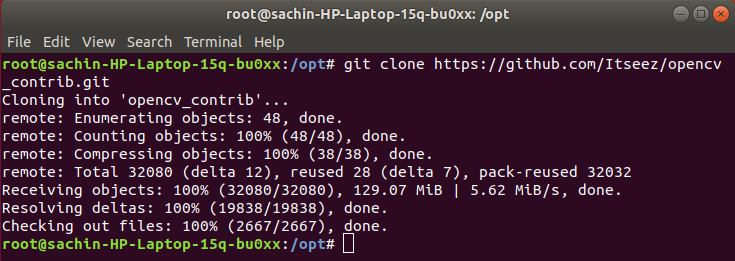 root@sachin-HP-Laptop-15q-bu0xx: /opt
File Edit View Search Terminal Help
root@sachin-HP-Laptop-15q-bu0xx:/opt# git clone https://github.com/Itseez/opencv
_contrib.git
Cloning into 'opencv_contrib'...
remote: Enumerating objects: 48, done.
remote: Counting objects: 100% (48/48), done.
remote: Compressing objects: 100% (38/38), done.
remote: Total 32080 (delta 12), reused 28 (delta 7), pack-reused 32032
Receiving objects: 100% (32080/32080), 129.07 MiB | 5.62 MiB/s, done.
Resolving deltas: 100% (19838/19838), done.
Checking out files: 100% (2667/2667), done.
root@sachin-HP-Laptop-15q-bu0xx:/opt#